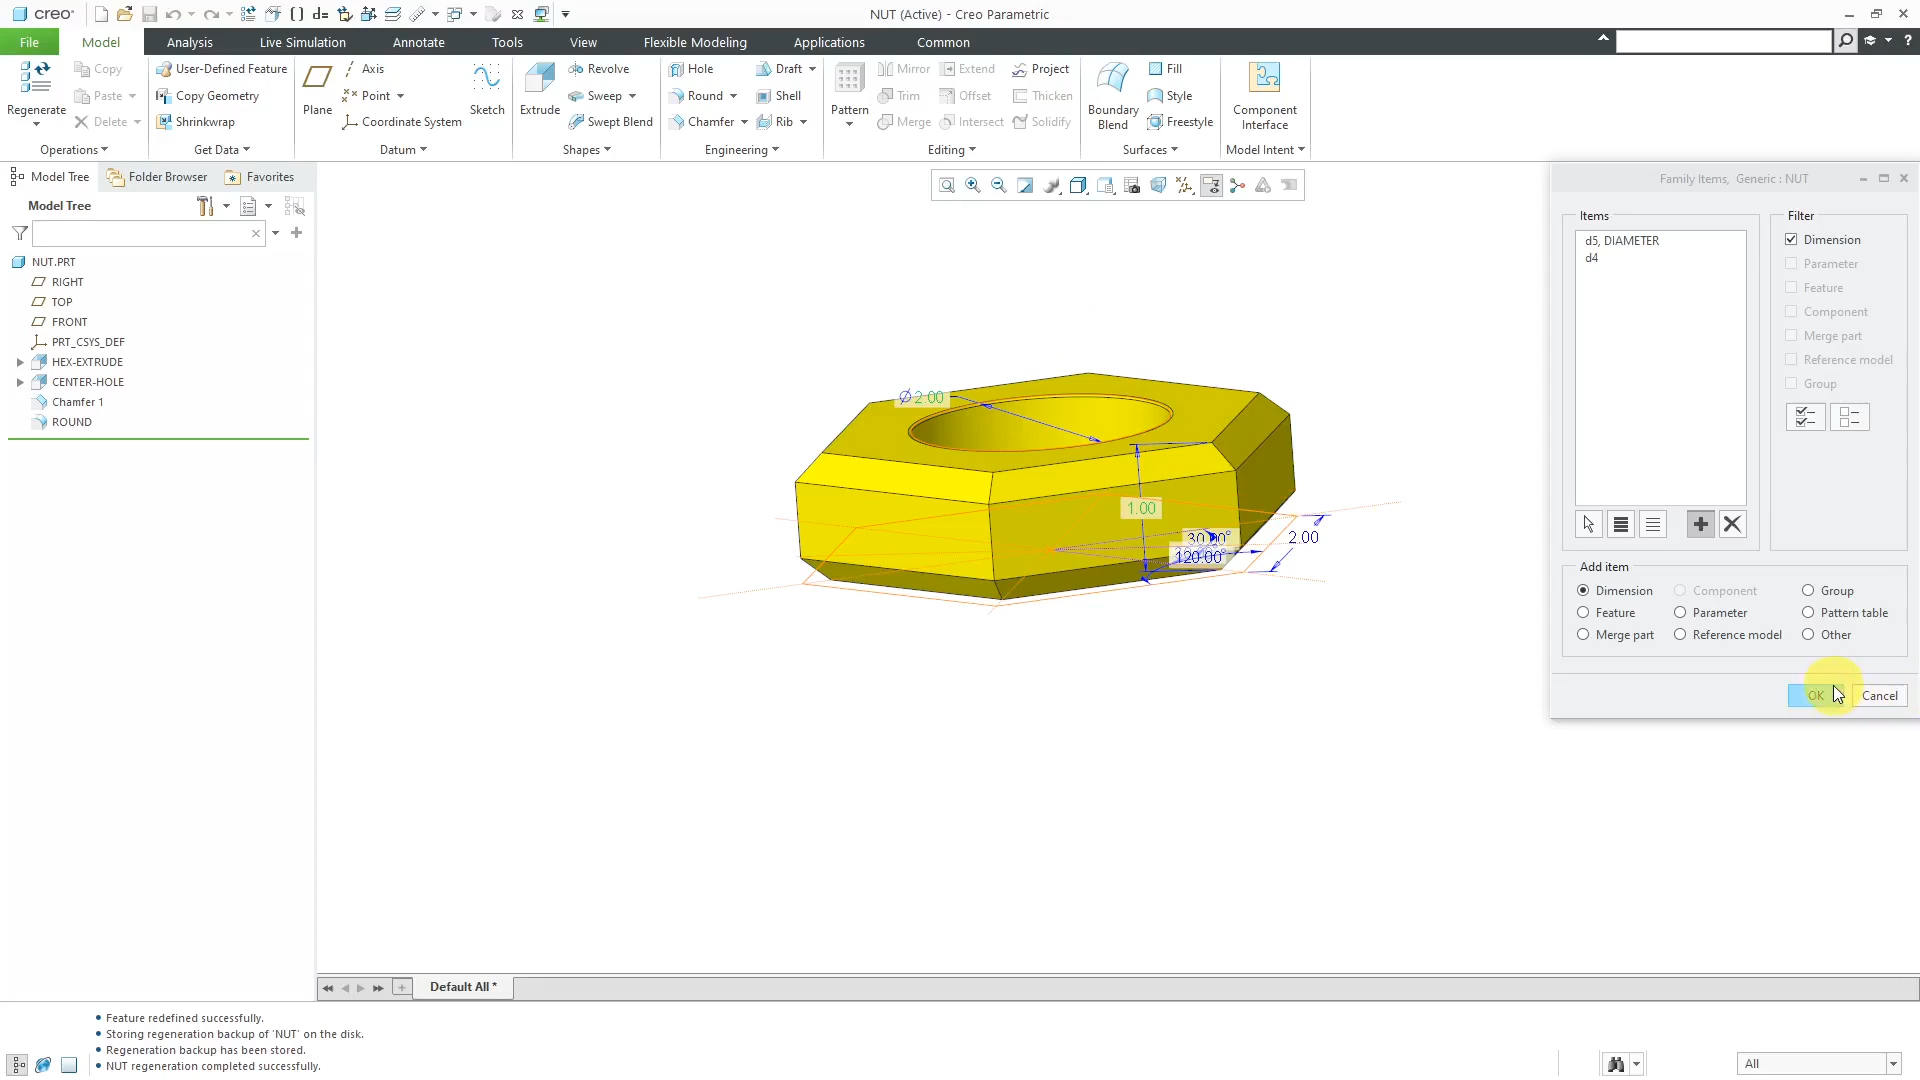 creo
NUT (Active) - Creo Parametric
File
Model
Analysis
Live Simulation
Annotate
Tools
View
Flexible Modeling
Applications
Common
Regenerate
Copy
Paste
Delete
Operations
User-Defined Feature
Copy Geometry
Shrinkwrap
Get Data
Plane
Axis
Point
Coordinate System
Sketch
Datum
Extrude
Revolve
Sweep
Swept Blend
Shapes
Hole
Round
Chamfer
Draft
Shell
Rib
Engineering
Pattern
Mirror
Trim
Merge
Extend
Offset
Intersect
Project
Thicken
Solidify
Editing
Boundary
Blend
Fill
Style
Freestyle
Surfaces
Component
Interface
Model Intent
Model Tree
Folder Browser
Favorites
Model Tree
NUT.PRT
RIGHT
TOP
FRONT
PRT_CSYS_DEF
HEX-EXTRUDE
CENTER-HOLE
Chamfer 1
ROUND
Ø2.00
1.00
120.00°
2.00
Family Items, Generic : NUT
Items
d5, DIAMETER
d4
Filter
Dimension
Parameter
Feature
Component
Merge part
Reference model
Group
Add item
Dimension
Component
Group
Feature
Parameter
Pattern table
Merge part
Reference model
Other
OK
Cancel
Default All *
• Feature redefined successfully.
• Storing regeneration backup of 'NUT' on the disk.
• Regeneration backup has been stored.
• NUT regeneration completed successfully.
All